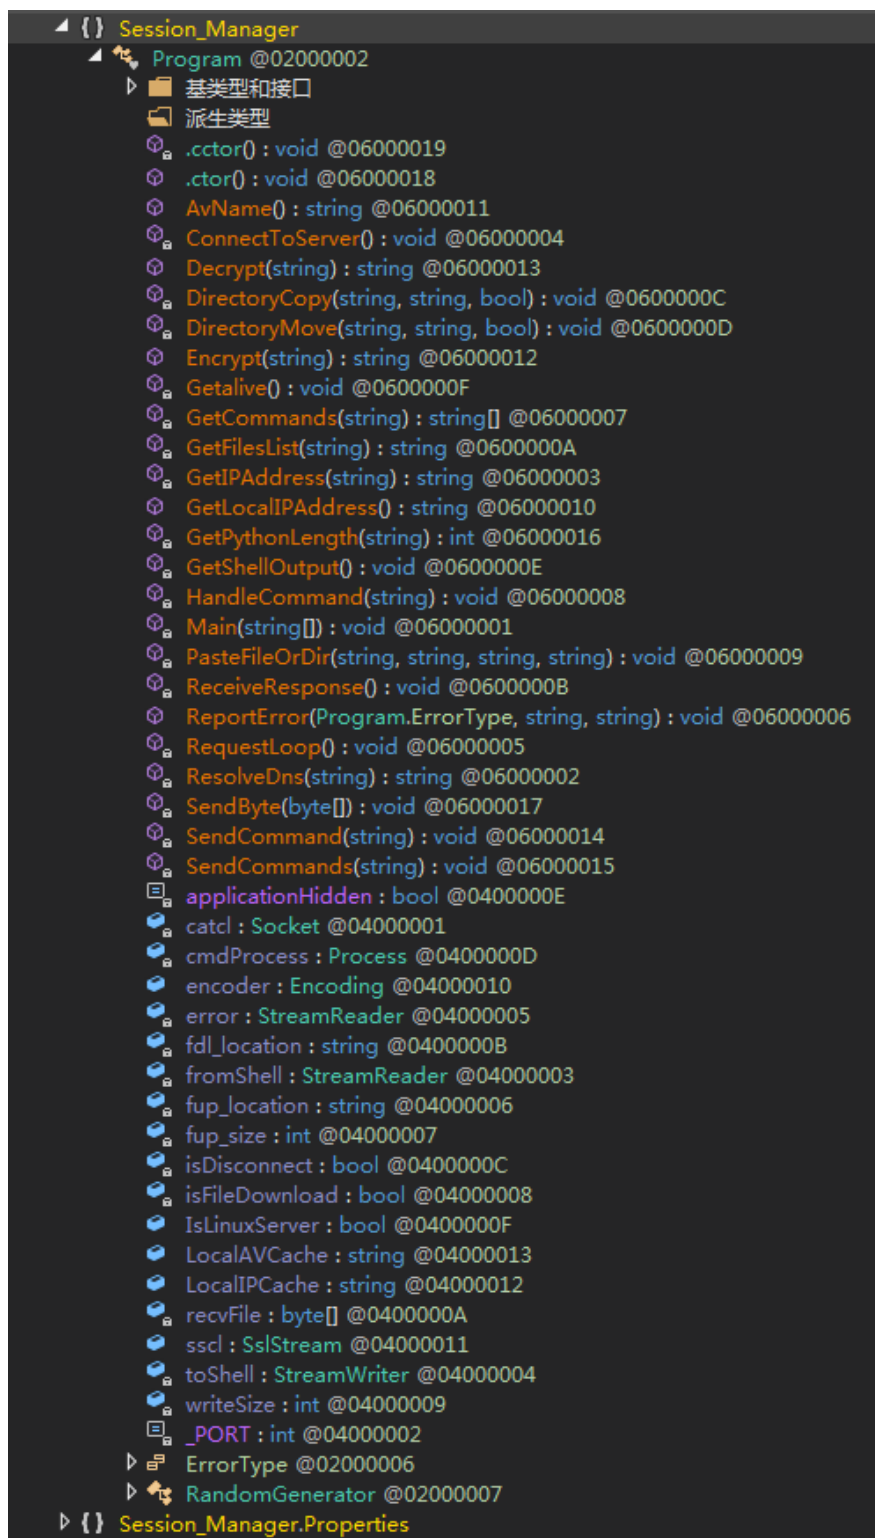 { } Session_Manager
Program @02000002
基类型和接口
派生类型
.cctor() : void @06000019
.ctor() : void @06000018
AvName() : string @06000011
ConnectToServer() : void @06000004
Decrypt(string) : string @06000013
DirectoryCopy(string, string, bool) : void @0600000C
DirectoryMove(string, string, bool) : void @0600000D
Encrypt(string) : string @06000012
Getalive() : void @0600000F
GetCommands(string) : string[] @06000007
GetFilesList(string) : string @0600000A
GetIPAddress(string) : string @06000003
GetLocalIPAddress() : string @06000010
GetPythonLength(string) : int @06000016
GetShellOutput() : void @0600000E
HandleCommand(string) : void @06000008
Main(string[]) : void @06000001
PasteFileOrDir(string, string, string, string) : void @06000009
ReceiveResponse() : void @0600000B
ReportError(Program.ErrorType, string, string) : void @06000006
RequestLoop() : void @06000005
ResolveDns(string) : string @06000002
SendByte(byte[]) : void @06000017
SendCommand(string) : void @06000014
SendCommands(string) : void @06000015
applicationHidden : bool @0400000E
catcl : Socket @04000001
cmdProcess : Process @0400000D
encoder : Encoding @04000010
error : StreamReader @04000005
fdl_location : string @0400000B
fromShell : StreamReader @04000003
fup_location : string @04000006
fup_size : int @04000007
isDisconnect : bool @0400000C
isFileDownload : bool @04000008
IsLinuxServer : bool @0400000F
LocalAVCache : string @04000013
LocalIPCache : string @04000012
recvFile : byte[] @0400000A
sscl : SslStream @04000011
toShell : StreamWriter @04000004
writeSize : int @04000009
_PORT : int @04000002
ErrorType @02000006
RandomGenerator @02000007
{ } Session_Manager.Properties